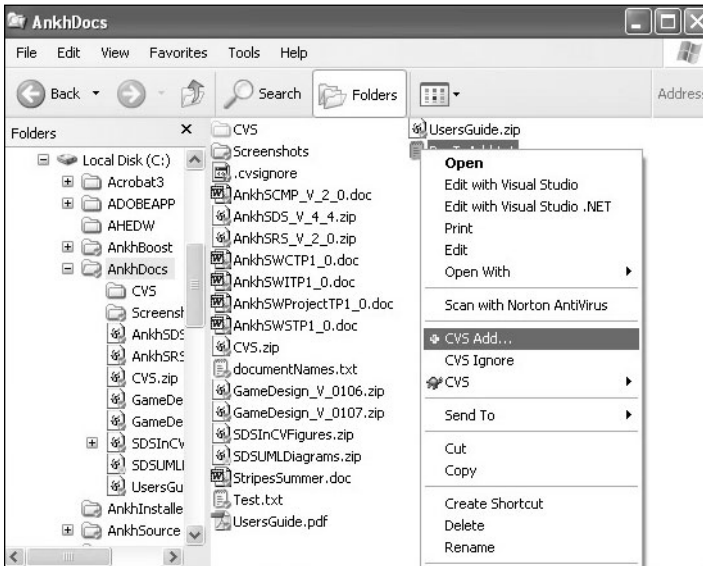 AnkhDocs
File Edit View Favorites Tools Help
Back Search Folders Address
Folders
Local Disk (C:)
Acrobat3
ADOBEAPP
AHEDW
AnkhBoost
AnkhDocs
CVS
Screensh
AnkhSDS
AnkhSRS
CVS.zip
GameDe
GameDe
SDSInCV
SDSUMLI
UsersGu
AnkhInstalle
AnkhSource
CVS
Screenshots
.cvsignore
AnkhSCMP_V_2_0.doc
AnkhSDS_V_4_4.zip
AnkhSRS_V_2_0.zip
AnkhSWCTP1_0.doc
AnkhSWITP1_0.doc
AnkhSWProjectTP1_0.doc
AnkhSWSTP1_0.doc
CVS.zip
documentNames.txt
GameDesign_V_0106.zip
GameDesign_V_0107.zip
SDSInCVFigures.zip
SDSUMLDiagrams.zip
StripesSummer.doc
Test.txt
UsersGuide.pdf
UsersGuide.zip
Open
Edit with Visual Studio
Edit with Visual Studio .NET
Print
Edit
Open With
Scan with Norton AntiVirus
CVS Add...
CVS Ignore
CVS
Send To
Cut
Copy
Create Shortcut
Delete
Rename